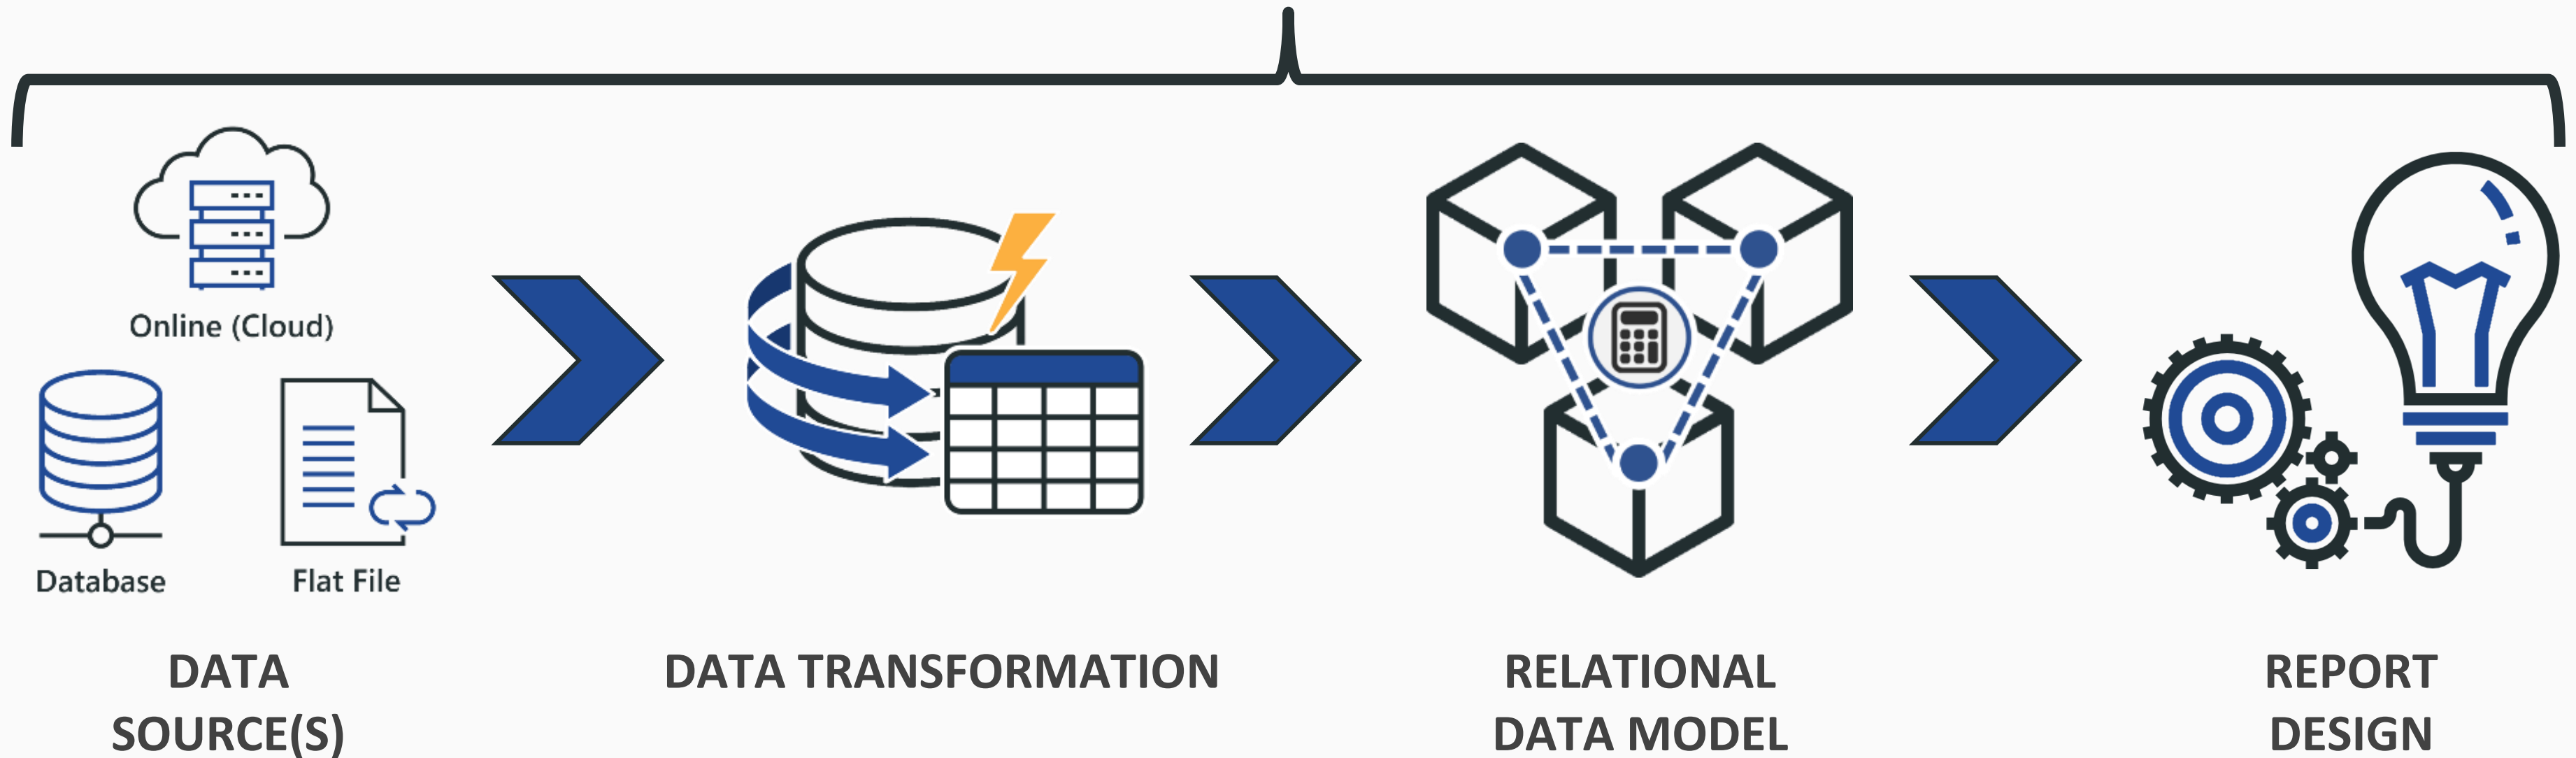 Online (Cloud)
Database
Flat File
DATA
SOURCE(S)
DATA TRANSFORMATION
RELATIONAL
DATA MODEL
REPORT
DESIGN